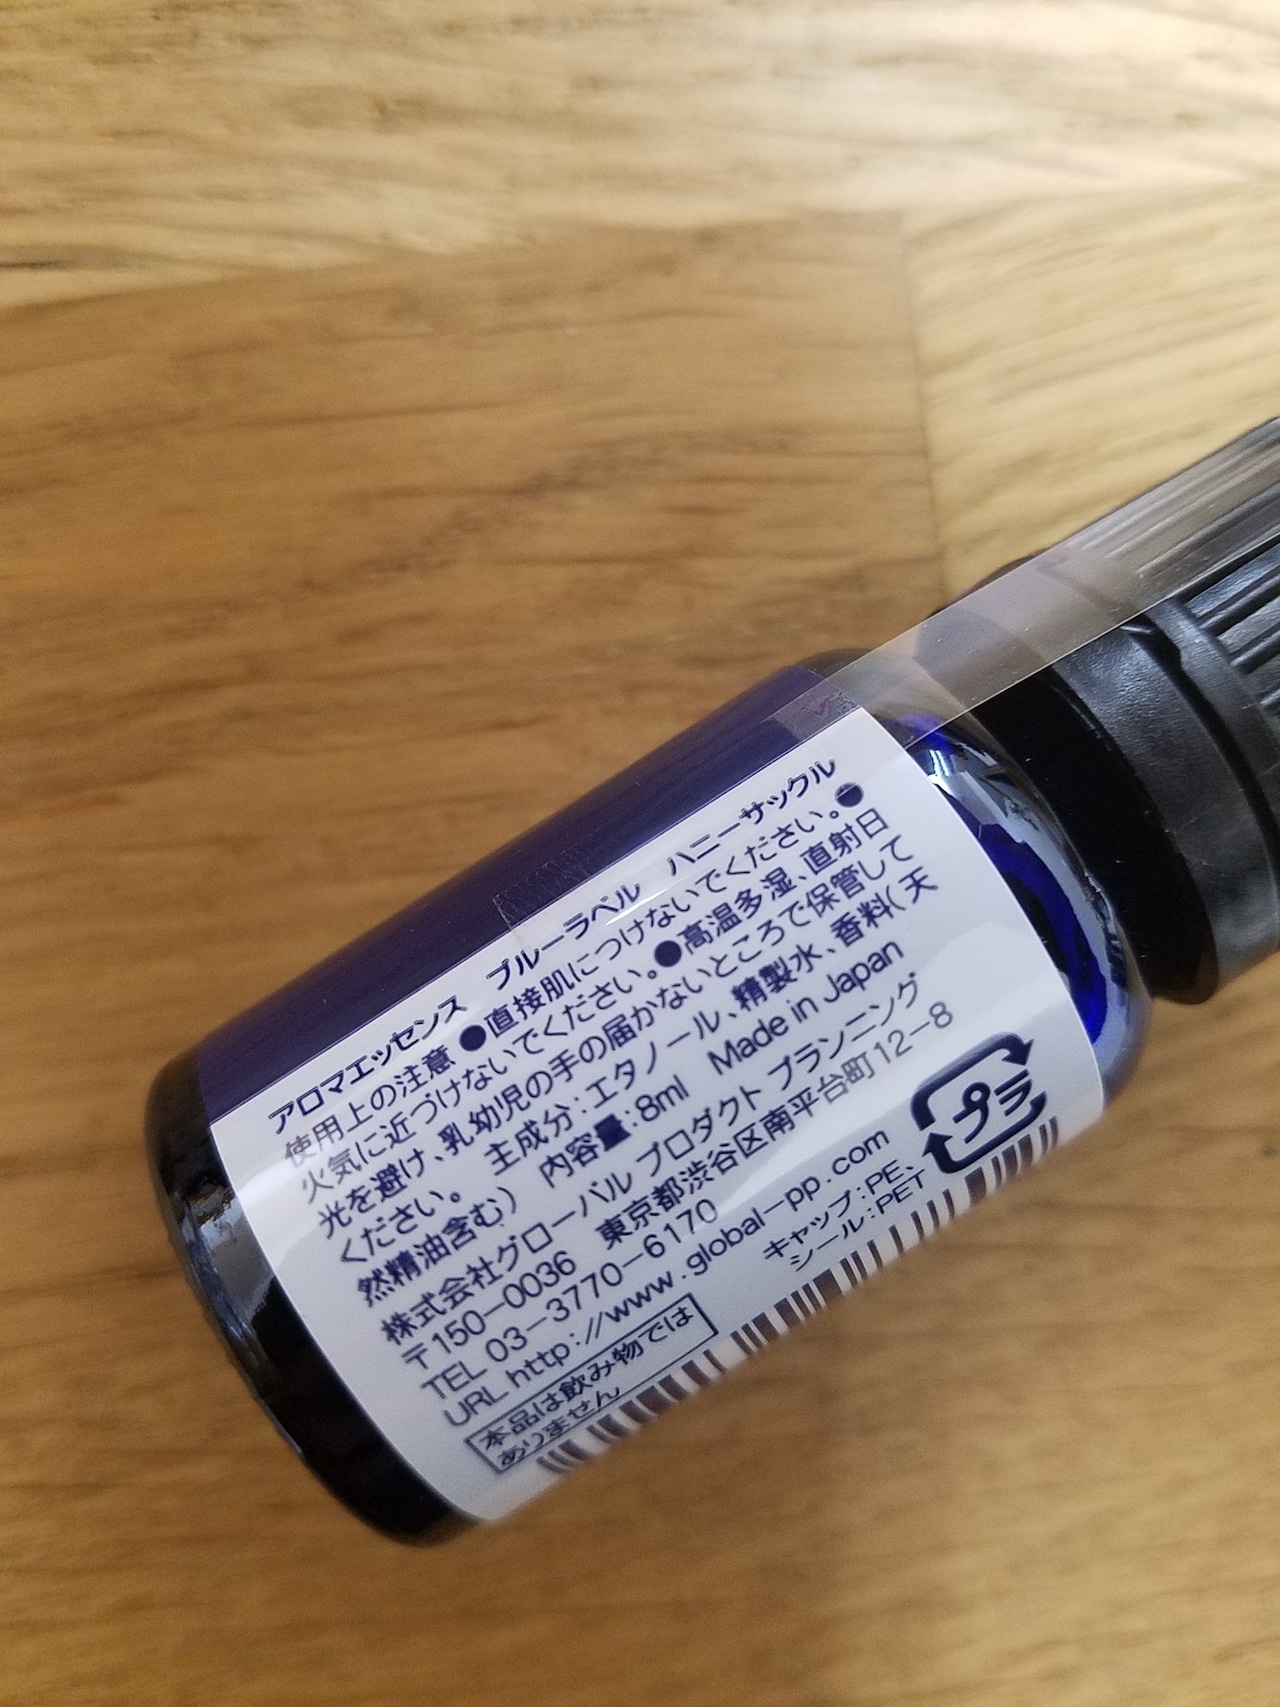 アロマエッセンス　ブルーラベル　ハニーサックル
使用上の注意 ●直接肌につけないでください。●
火気に近づけないでください。●高温多湿、直射日
光を避け、乳幼児の手の届かないところで保管して
ください。　主成分：エタノール、精製水、香料（天
然精油含む）　内容量：8ml　Made in Japan
株式会社グローバル プロダクト プランニング
〒150-0036　東京都渋谷区南平台町12-8
TEL 03-3770-6170
URL http://www.global-pp.com
プラ
キャップ：PE、
シール：PET
本品は飲み物では
ありません